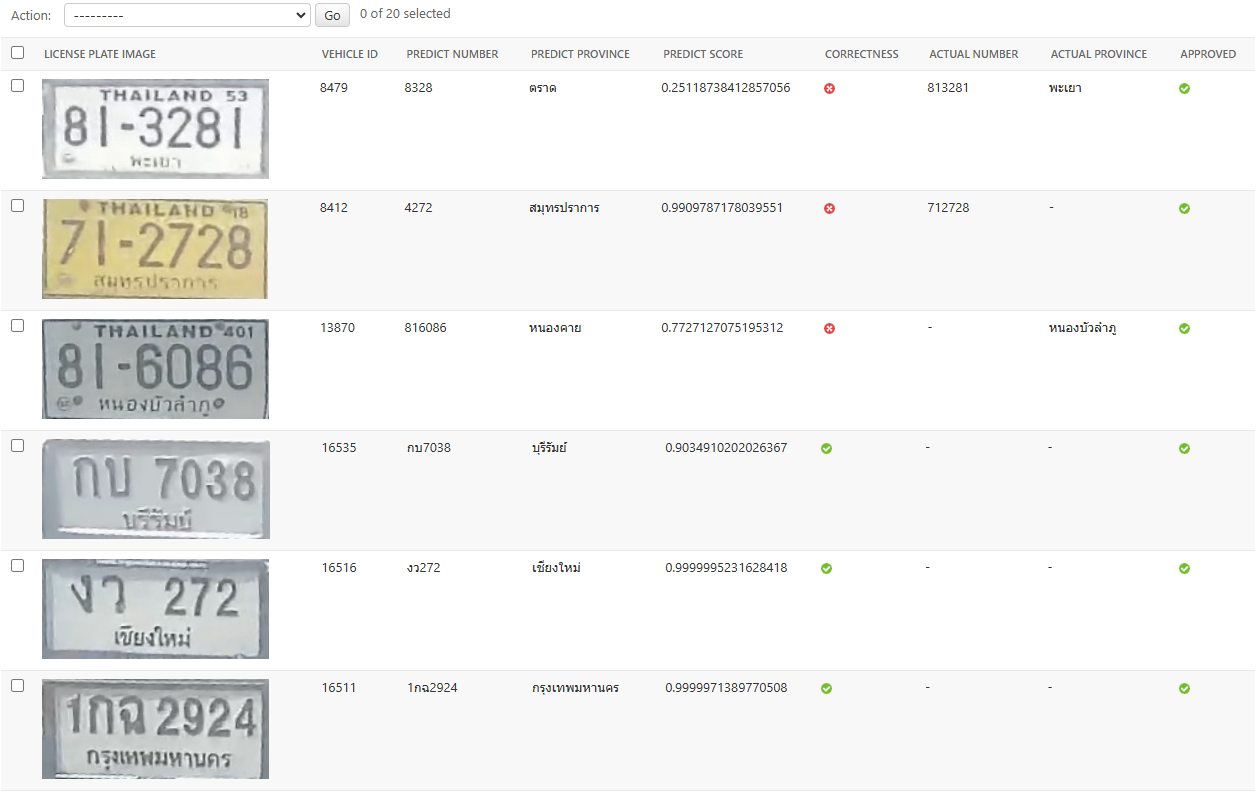 Action: --------- Go 0 of 20 selected
LICENSE PLATE IMAGE VEHICLE ID PREDICT NUMBER PREDICT PROVINCE PREDICT SCORE CORRECTNESS ACTUAL NUMBER ACTUAL PROVINCE APPROVED
THAILAND 53
81-3281
พะเยา
8479 8328 ตราด 0.25118738412857056 813281 พะเยา
THAILAND 18
71-2728
สมุทรปราการ
8412 4272 สมุทรปราการ 0.9909787178039551 712728 -
THAILAND 401
81-6086
หนองบัวลำภู
13870 816086 หนองคาย 0.7727127075195312 - หนองบัวลำภู
กบ 7038
บุรีรัมย์
16535 กบ7038 บุรีรัมย์ 0.9034910202026367 - -
งว 272
เชียงใหม่
16516 งว272 เชียงใหม่ 0.9999995231628418 - -
1กฉ 2924
กรุงเทพมหานคร
16511 1กฉ2924 กรุงเทพมหานคร 0.9999971389770508 - -